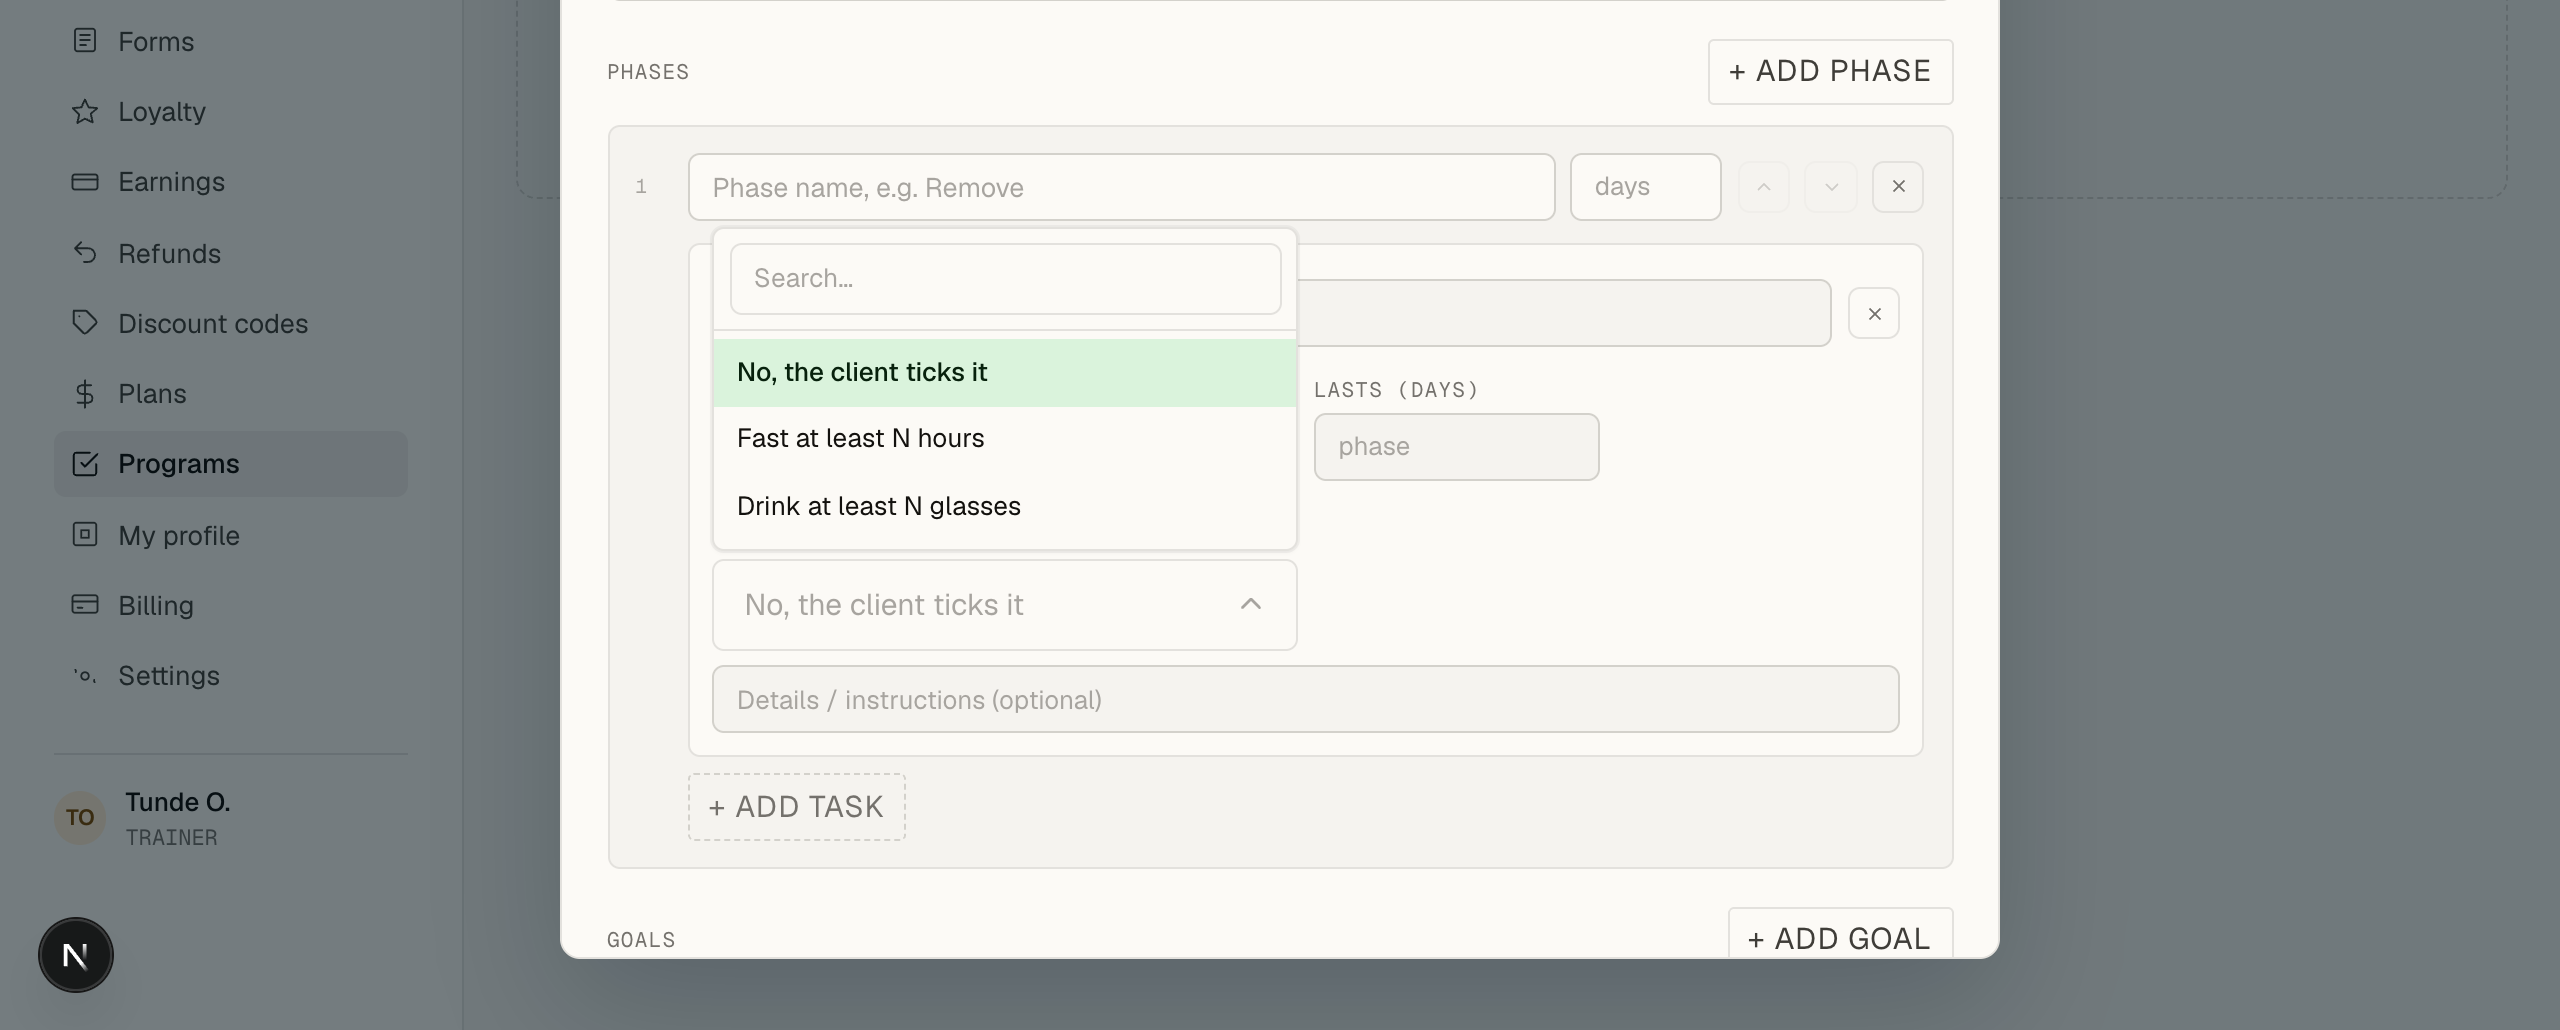 Forms
Loyalty
Earnings
Refunds
Discount codes
Plans
Programs
My profile
Billing
Settings
TO
Tunde O.
TRAINER
N
PHASES
+ ADD PHASE
1
Phase name, e.g. Remove
days
Search...
No, the client ticks it
Fast at least N hours
Drink at least N glasses
LASTS (DAYS)
phase
No, the client ticks it
Details / instructions (optional)
+ ADD TASK
GOALS
+ ADD GOAL